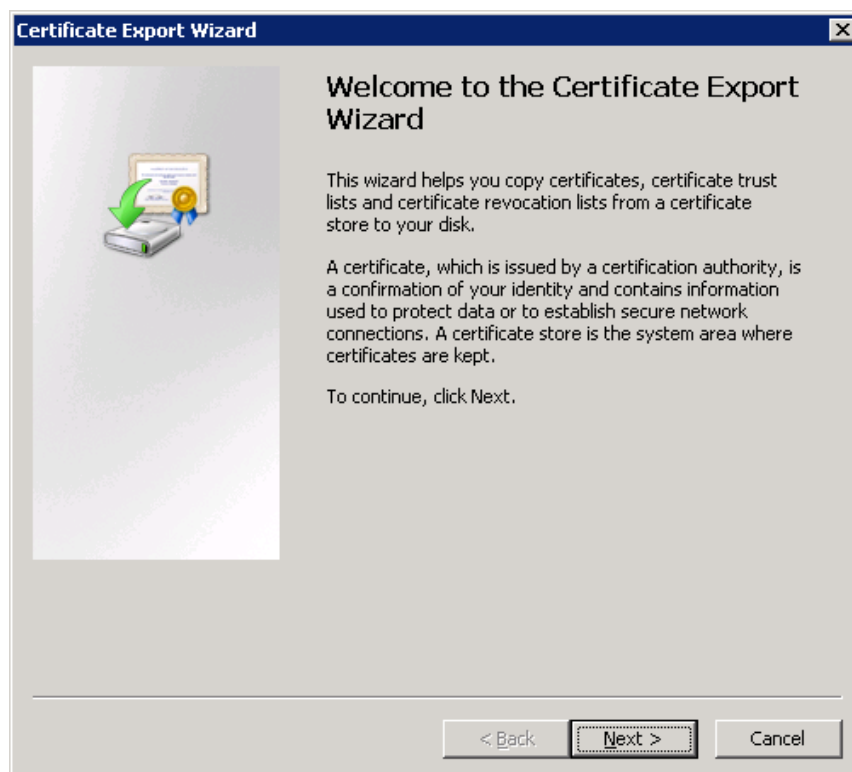 Certificate Export Wizard
Welcome to the Certificate Export
Wizard
This wizard helps you copy certificates, certificate trust
lists and certificate revocation lists from a certificate
store to your disk.
A certificate, which is issued by a certification authority, is
a confirmation of your identity and contains information
used to protect data or to establish secure network
connections. A certificate store is the system area where
certificates are kept.
To continue, click Next.
< Back
Next >
Cancel